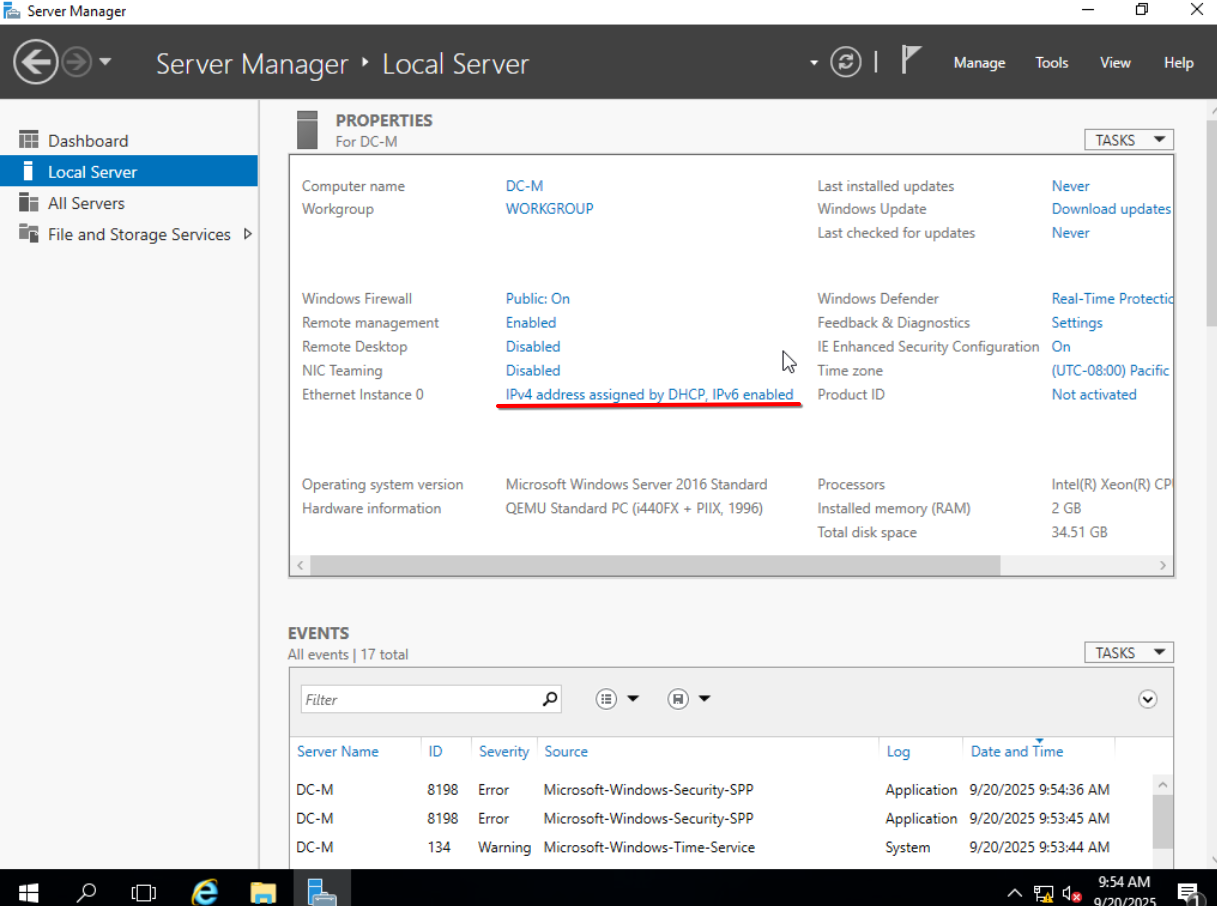 Server Manager
Server Manager ‣ Local Server
Manage Tools View Help
Dashboard
Local Server
All Servers
File and Storage Services
PROPERTIES
For DC-M
TASKS
Computer name DC-M Last installed updates Never
Workgroup WORKGROUP Windows Update Download updates
Last checked for updates Never
Windows Firewall Public: On Windows Defender Real-Time Protectic
Remote management Enabled Feedback & Diagnostics Settings
Remote Desktop Disabled IE Enhanced Security Configuration On
NIC Teaming Disabled Time zone (UTC-08:00) Pacific
Ethernet Instance 0 IPv4 address assigned by DHCP, IPv6 enabled Product ID Not activated
Operating system version Microsoft Windows Server 2016 Standard Processors Intel(R) Xeon(R) CP
Hardware information QEMU Standard PC (i440FX + PIIX, 1996) Installed memory (RAM) 2 GB
Total disk space 34.51 GB
EVENTS
All events | 17 total
TASKS
Filter
Server Name ID Severity Source Log Date and Time
DC-M 8198 Error Microsoft-Windows-Security-SPP Application 9/20/2025 9:54:36 AM
DC-M 8198 Error Microsoft-Windows-Security-SPP Application 9/20/2025 9:53:45 AM
DC-M 134 Warning Microsoft-Windows-Time-Service System 9/20/2025 9:53:44 AM
9:54 AM
9/20/2025
1